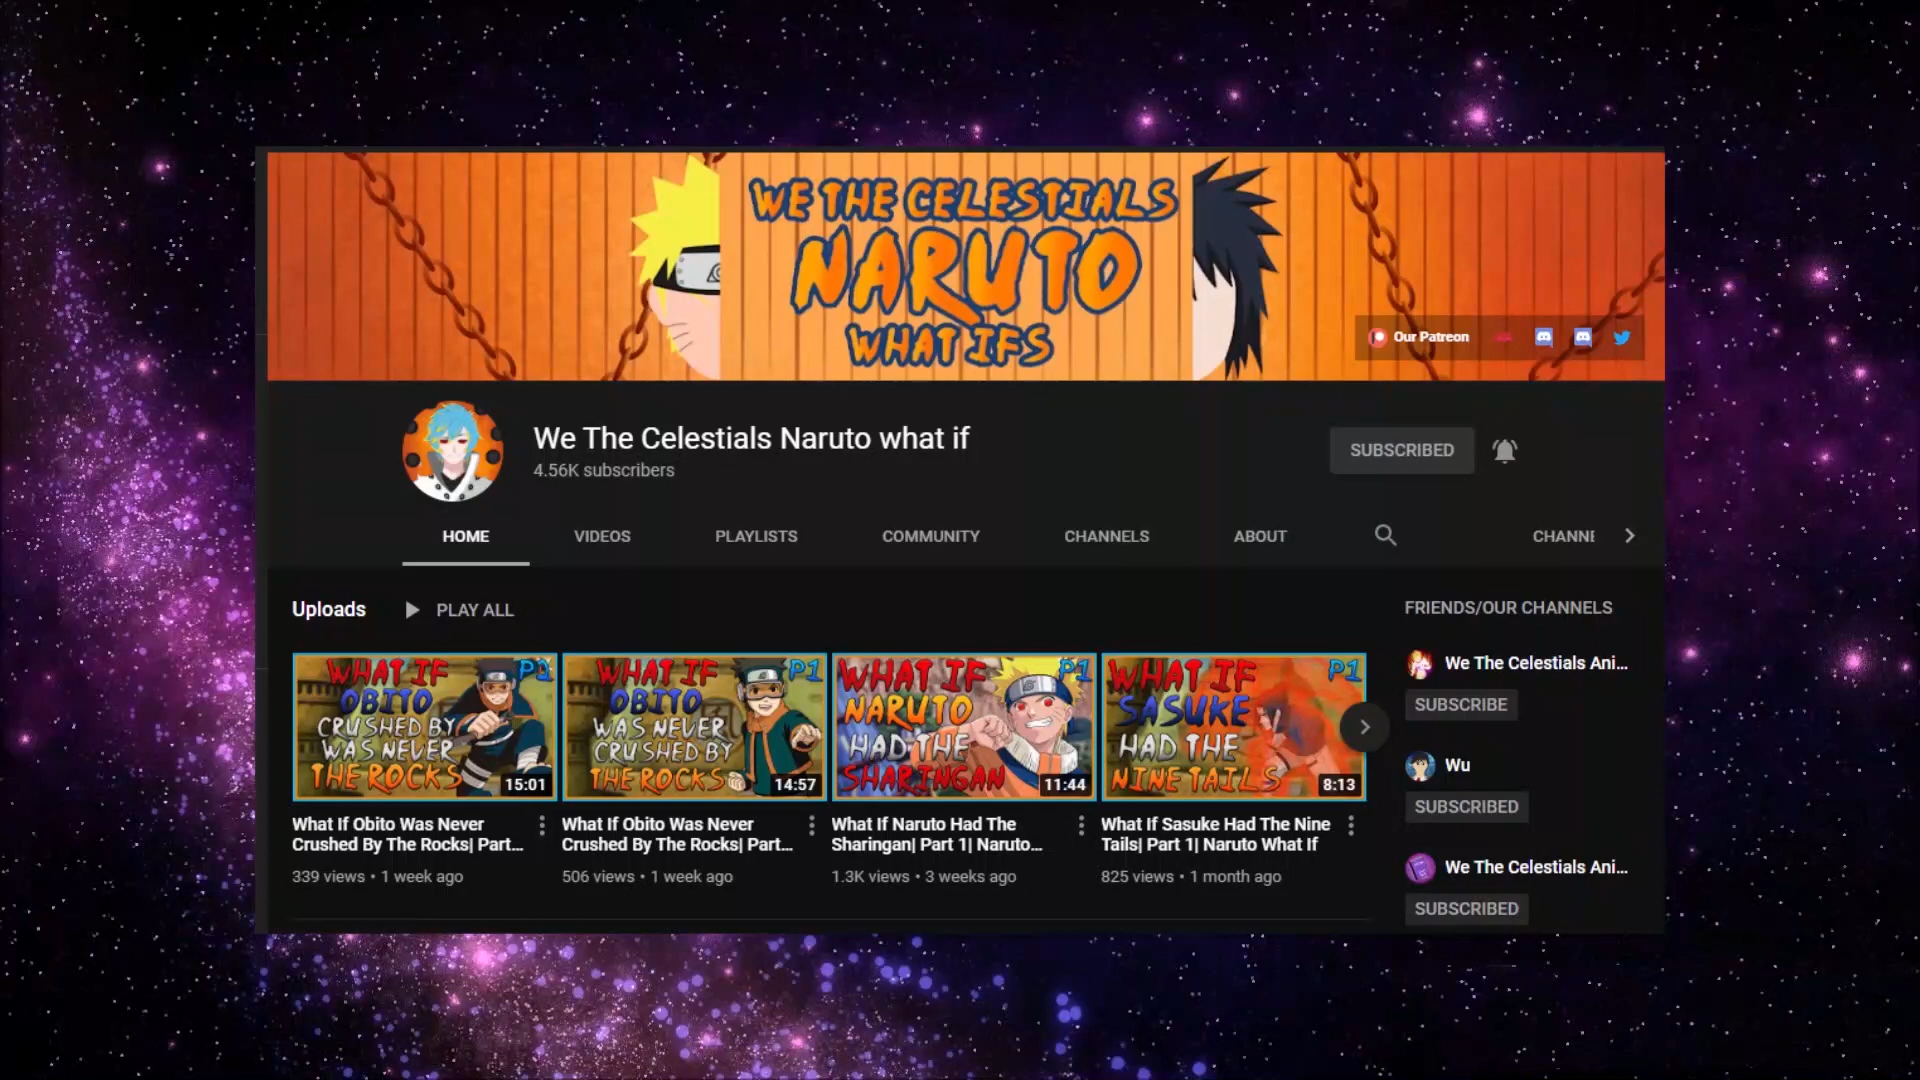 WE THE CELESTIALS
NARUTO
WHAT IFS
Our Patreon
We The Celestials Naruto what if
4.56K subscribers
SUBSCRIBED
HOME
VIDEOS
PLAYLISTS
COMMUNITY
CHANNELS
ABOUT
CHANNE
Uploads
PLAY ALL
WHAT IF
OBITO
CRUSHED BY
WAS NEVER
THE ROCKS
15:01
WHAT IF
P1
OBITO
WAS NEVER
CRUSHED BY
THE ROCKS
14:57
WHAT IF
P1
NARUTO
HAD THE
SHARINGAN
11:44
WHAT IF
P1
SASUKE
HAD THE
NINE TAILS
8:13
What If Obito Was Never
Crushed By The Rocks| Part...
339 views • 1 week ago
What If Obito Was Never
Crushed By The Rocks| Part...
506 views • 1 week ago
What If Naruto Had The
Sharingan| Part 1| Naruto...
1.3K views • 3 weeks ago
What If Sasuke Had The Nine
Tails| Part 1| Naruto What If
825 views • 1 month ago
FRIENDS/OUR CHANNELS
We The Celestials Ani...
SUBSCRIBE
Wu
SUBSCRIBED
We The Celestials Ani...
SUBSCRIBED